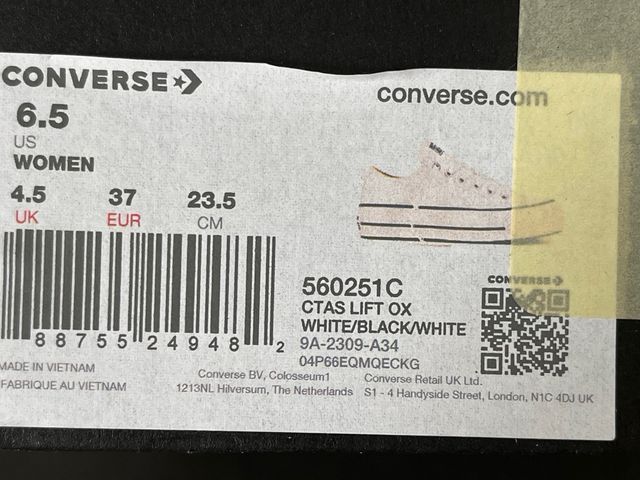 CONVERSE
converse.com
6.5
US
WOMEN
4.5 37 23.5
UK EUR CM
88755 24948 2
560251C
CTAS LIFT OX
WHITE/BLACK/WHITE
9A-2309-A34
04P66EQMQECKG
CONVERSE
MADE IN VIETNAM
FABRIQUE AU VIETNAM
Converse BV, Colosseum1
1213NL Hilversum, The Netherlands
Converse Retail UK Ltd.
S1 - 4 Handyside Street, London, N1C 4DJ UK